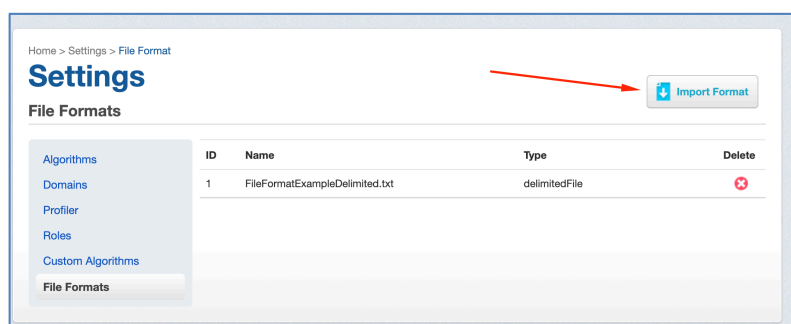 Home > Settings > File Format
Settings
Import Format
File Formats
Algorithms
Domains
Profiler
Roles
Custom Algorithms
File Formats
ID Name Type Delete
1 FileFormatExampleDelimited.txt delimitedFile